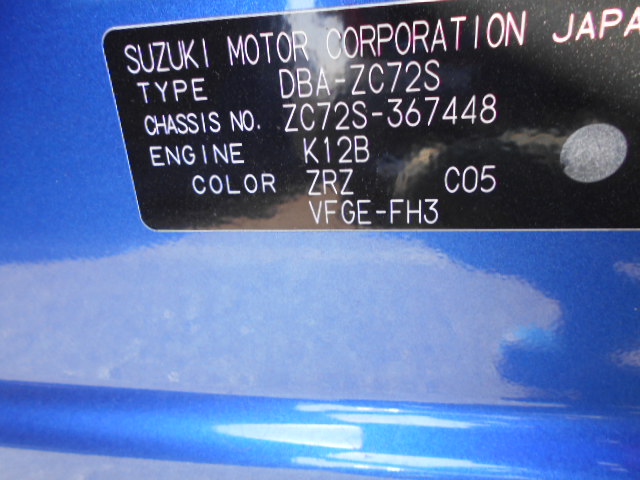 SUZUKI MOTOR CORPORATION JAPA
TYPE DBA-ZC72S
CHASSIS NO. ZC72S-367448
ENGINE K12B
COLOR ZRZ C05
VFGE-FH3